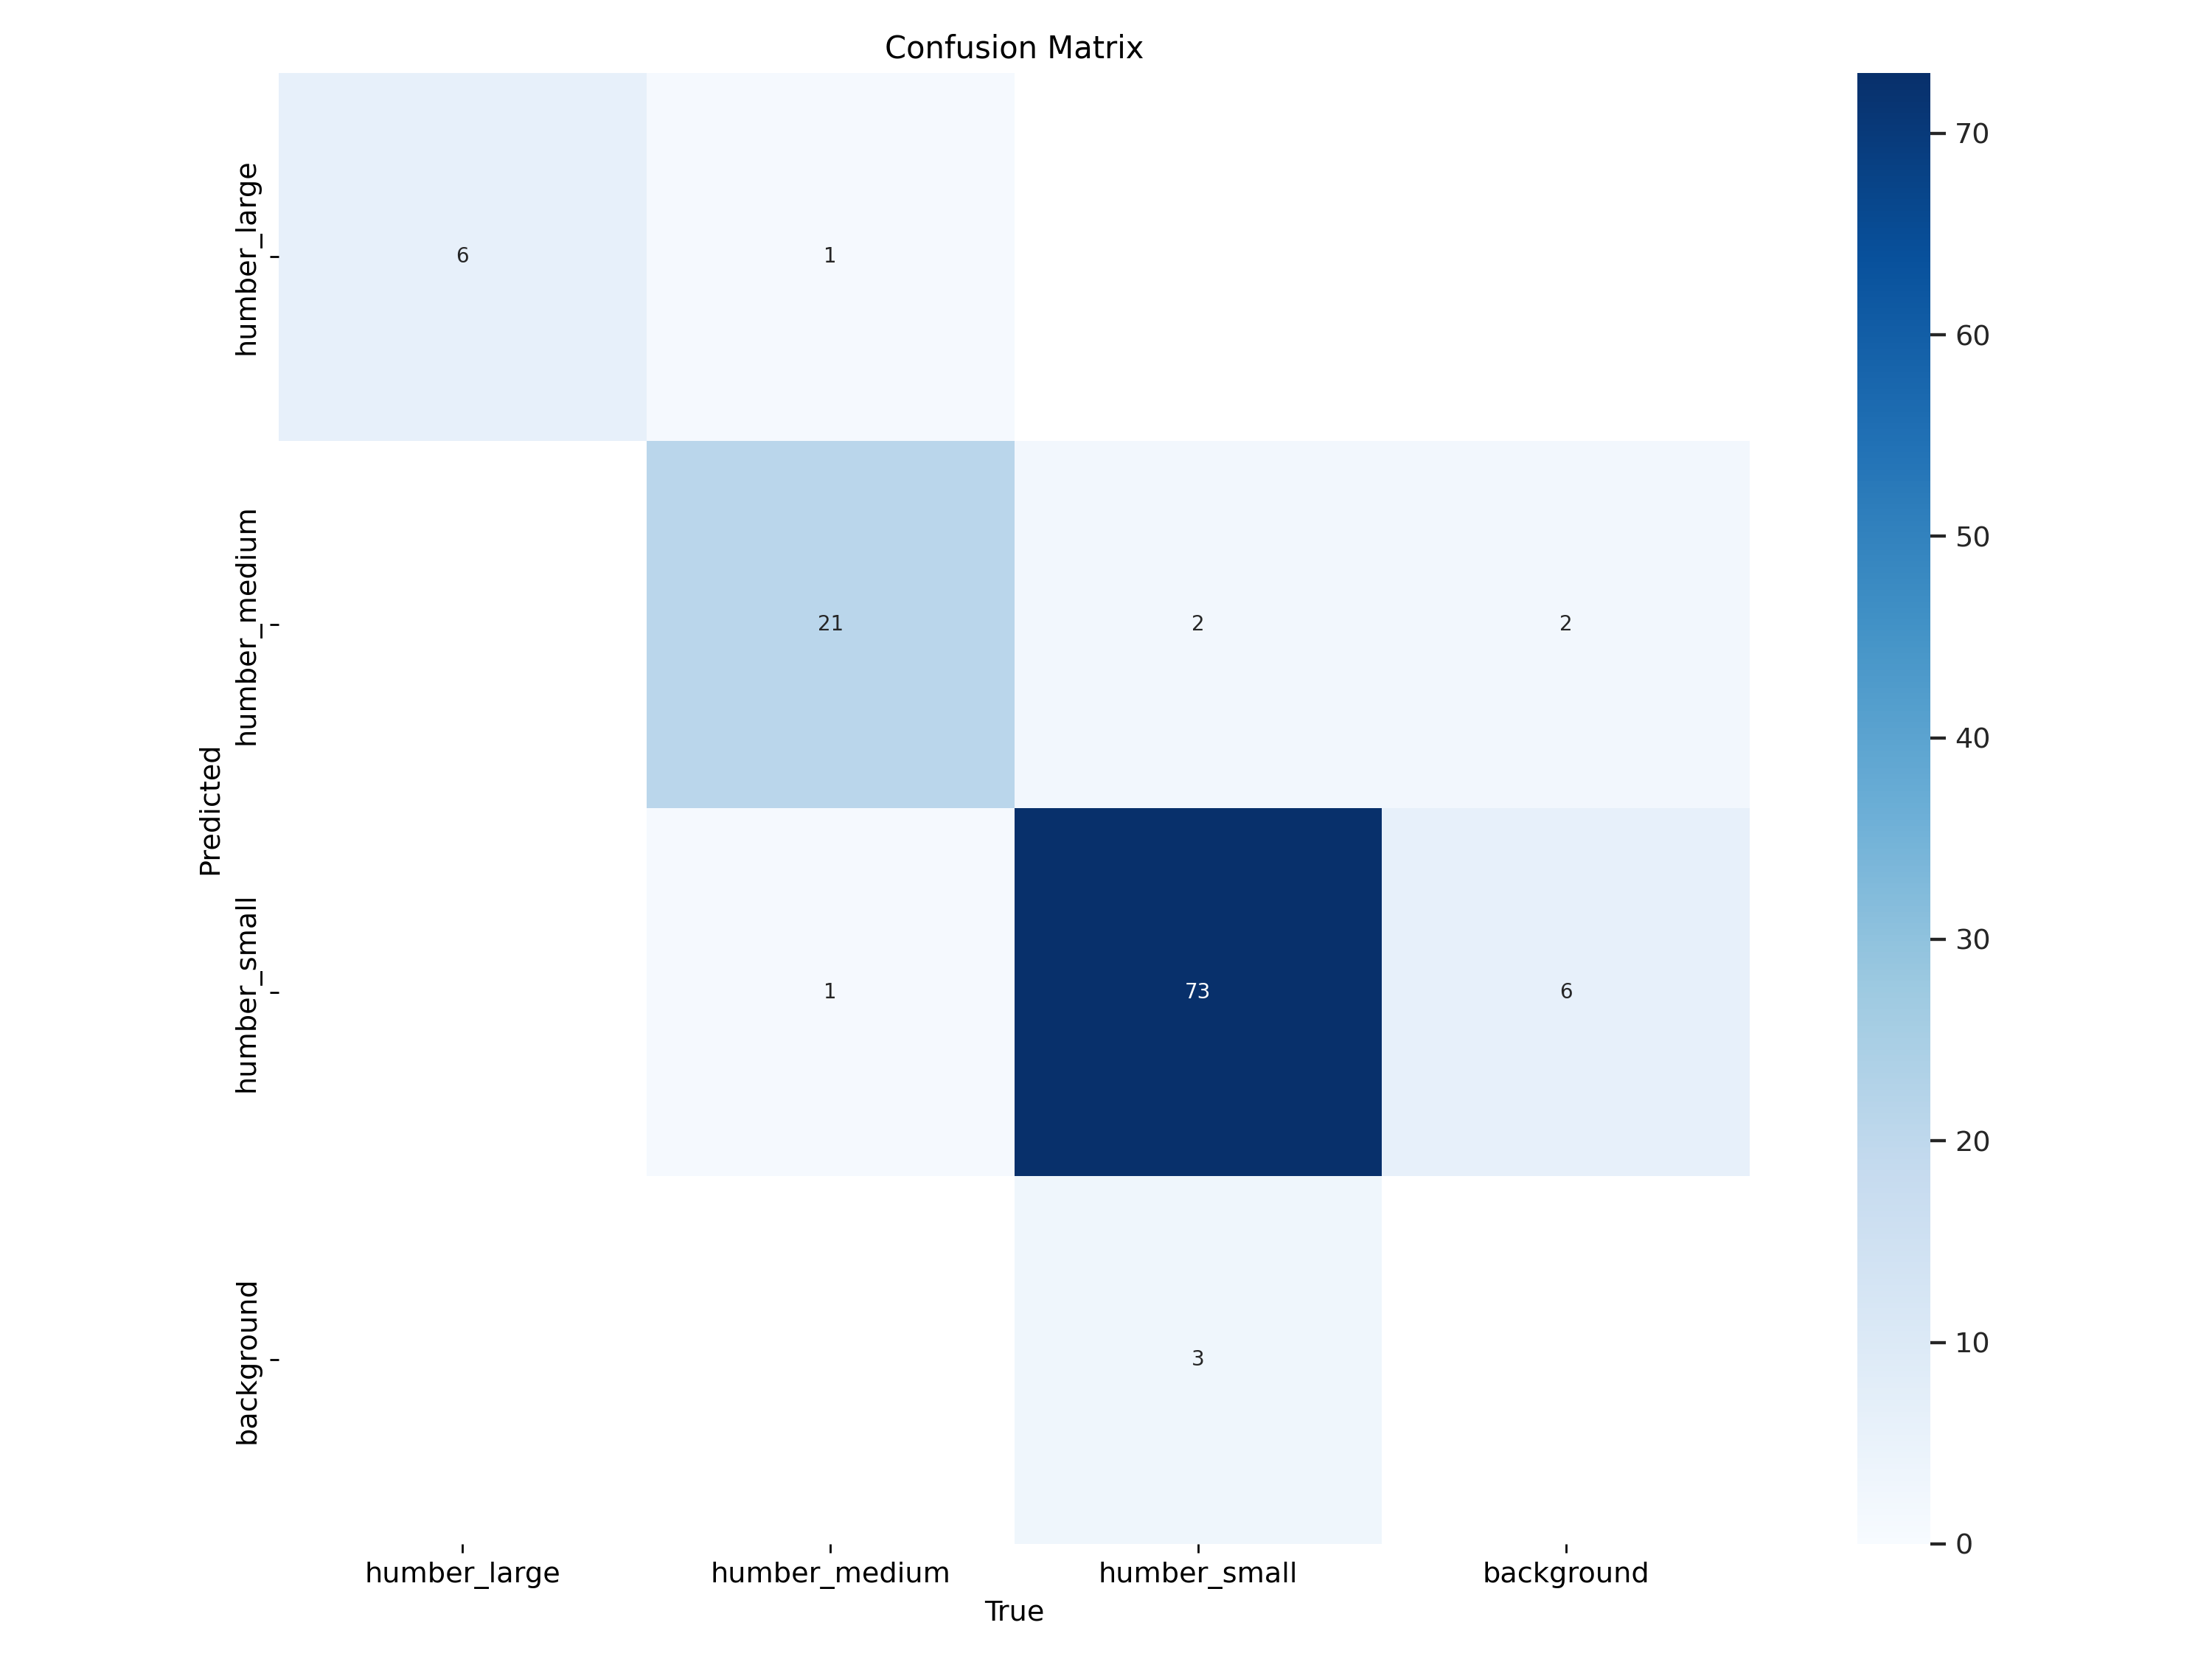 Confusion Matrix
humber_large
humber_medium
humber_small
background
Predicted
6
1
21
2
2
1
73
6
3
humber_large
humber_medium
humber_small
background
True
70
60
50
40
30
20
10
0